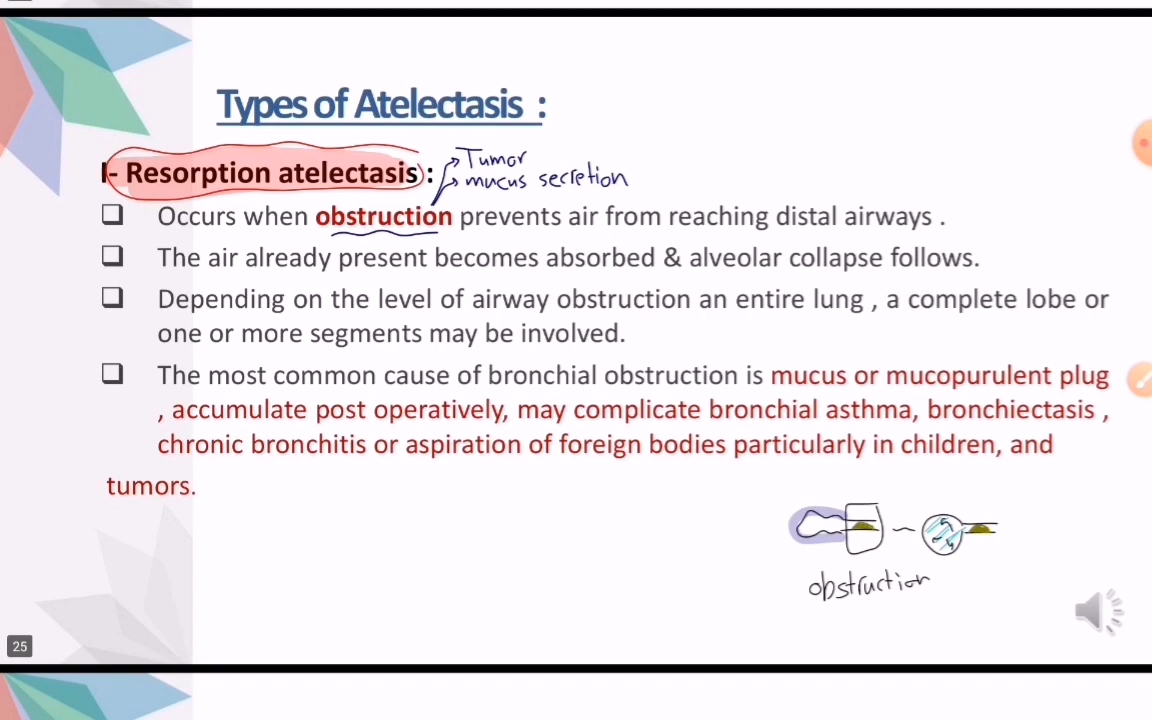 Types of Atelectasis :
I- Resorption atelectasis :
Tumor
mucus secretion
Occurs when obstruction prevents air from reaching distal airways .
The air already present becomes absorbed & alveolar collapse follows.
Depending on the level of airway obstruction an entire lung , a complete lobe or
one or more segments may be involved.
The most common cause of bronchial obstruction is mucus or mucopurulent plug
, accumulate post operatively, may complicate bronchial asthma, bronchiectasis ,
chronic bronchitis or aspiration of foreign bodies particularly in children, and
tumors.
obstruction
25